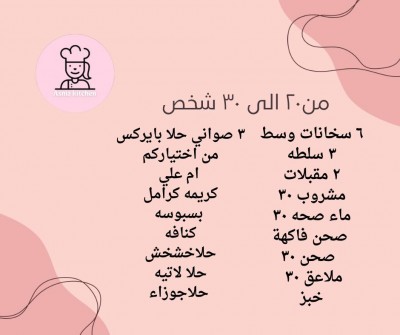 من٢٠ الى ٣٠ شخص
٦ سخانات وسط
٣ سلطه
٢ مقبلات
مشروب ٣٠
ماء صحه ٣٠
صحن فاكهة
صحن ٣٠
ملاعق ٣٠
خبز
٣ صواني حلا بايركس
من اختياركم
ام علي
كريمه كرامل
بسبوسه
كنافه
حلاخشخش
حلا لاتيه
حلاجوزاء